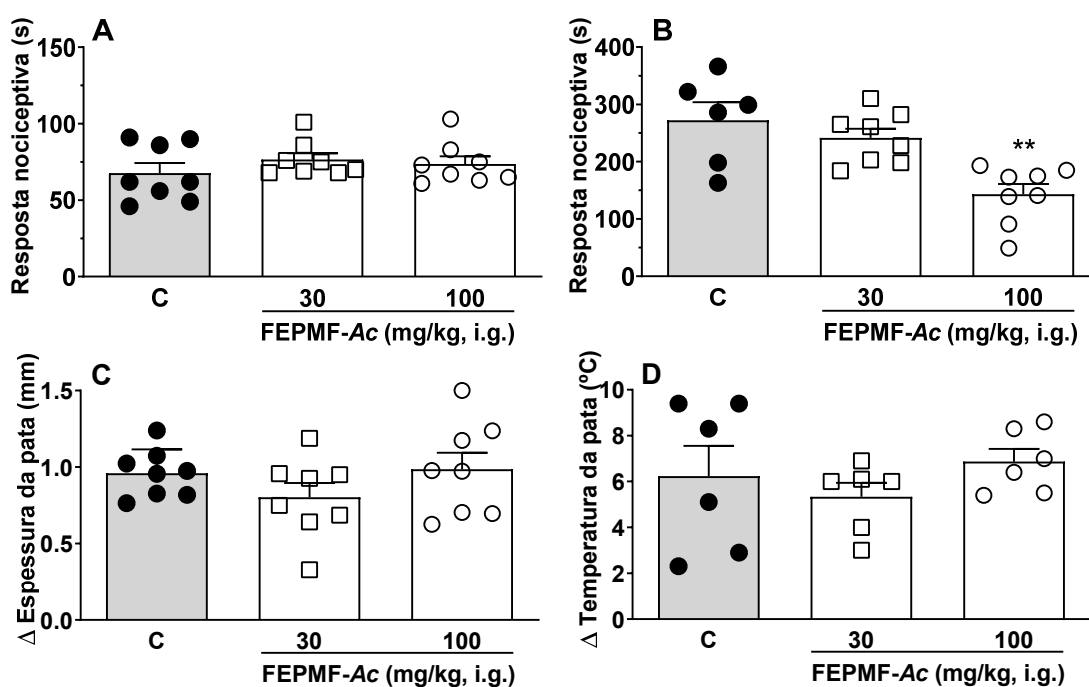 A
Resposta nociceptiva (s)
150
100
50
0
C
30
100
FEPMF-Ac (mg/kg, i.g.)
B
Resposta nociceptiva (s)
400
300
200
100
0
**
C
30
100
FEPMF-Ac (mg/kg, i.g.)
C
Δ Espessura da pata (mm)
1.5
1.0
0.5
0.0
C
30
100
FEPMF-Ac (mg/kg, i.g.)
D
Δ Temperatura da pata (ºC)
10
8
6
4
2
0
C
30
100
FEPMF-Ac (mg/kg, i.g.)